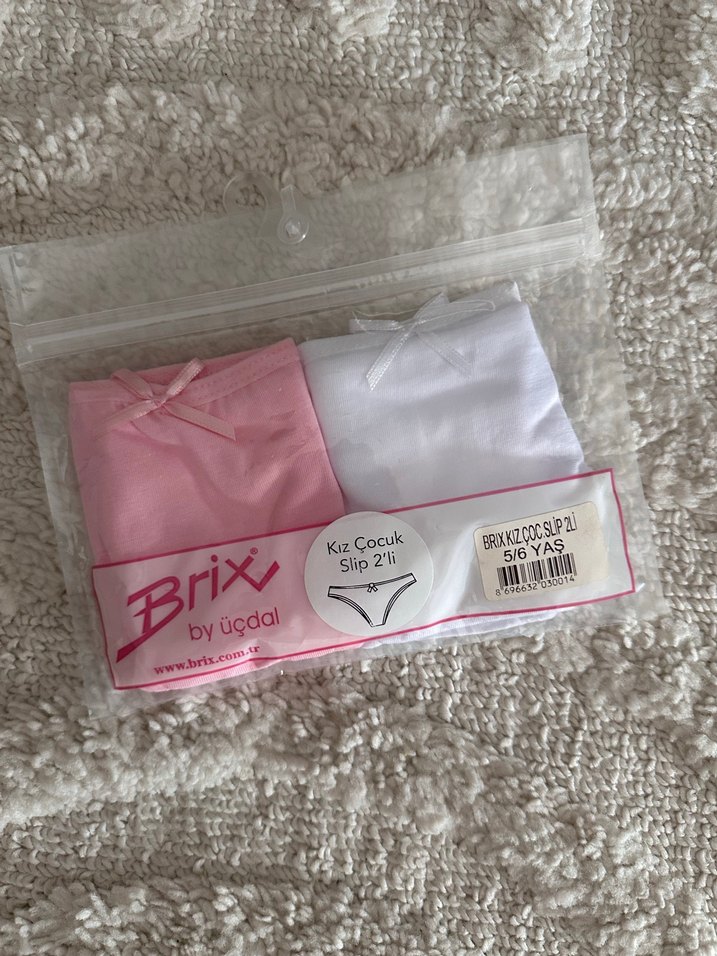 Brix®
by üçdal
www.brix.com.tr
Kız Çocuk
Slip 2'li
BRIX KIZ.ÇOC.SLİP 2Lİ
5/6 YAŞ
8 696632 030014